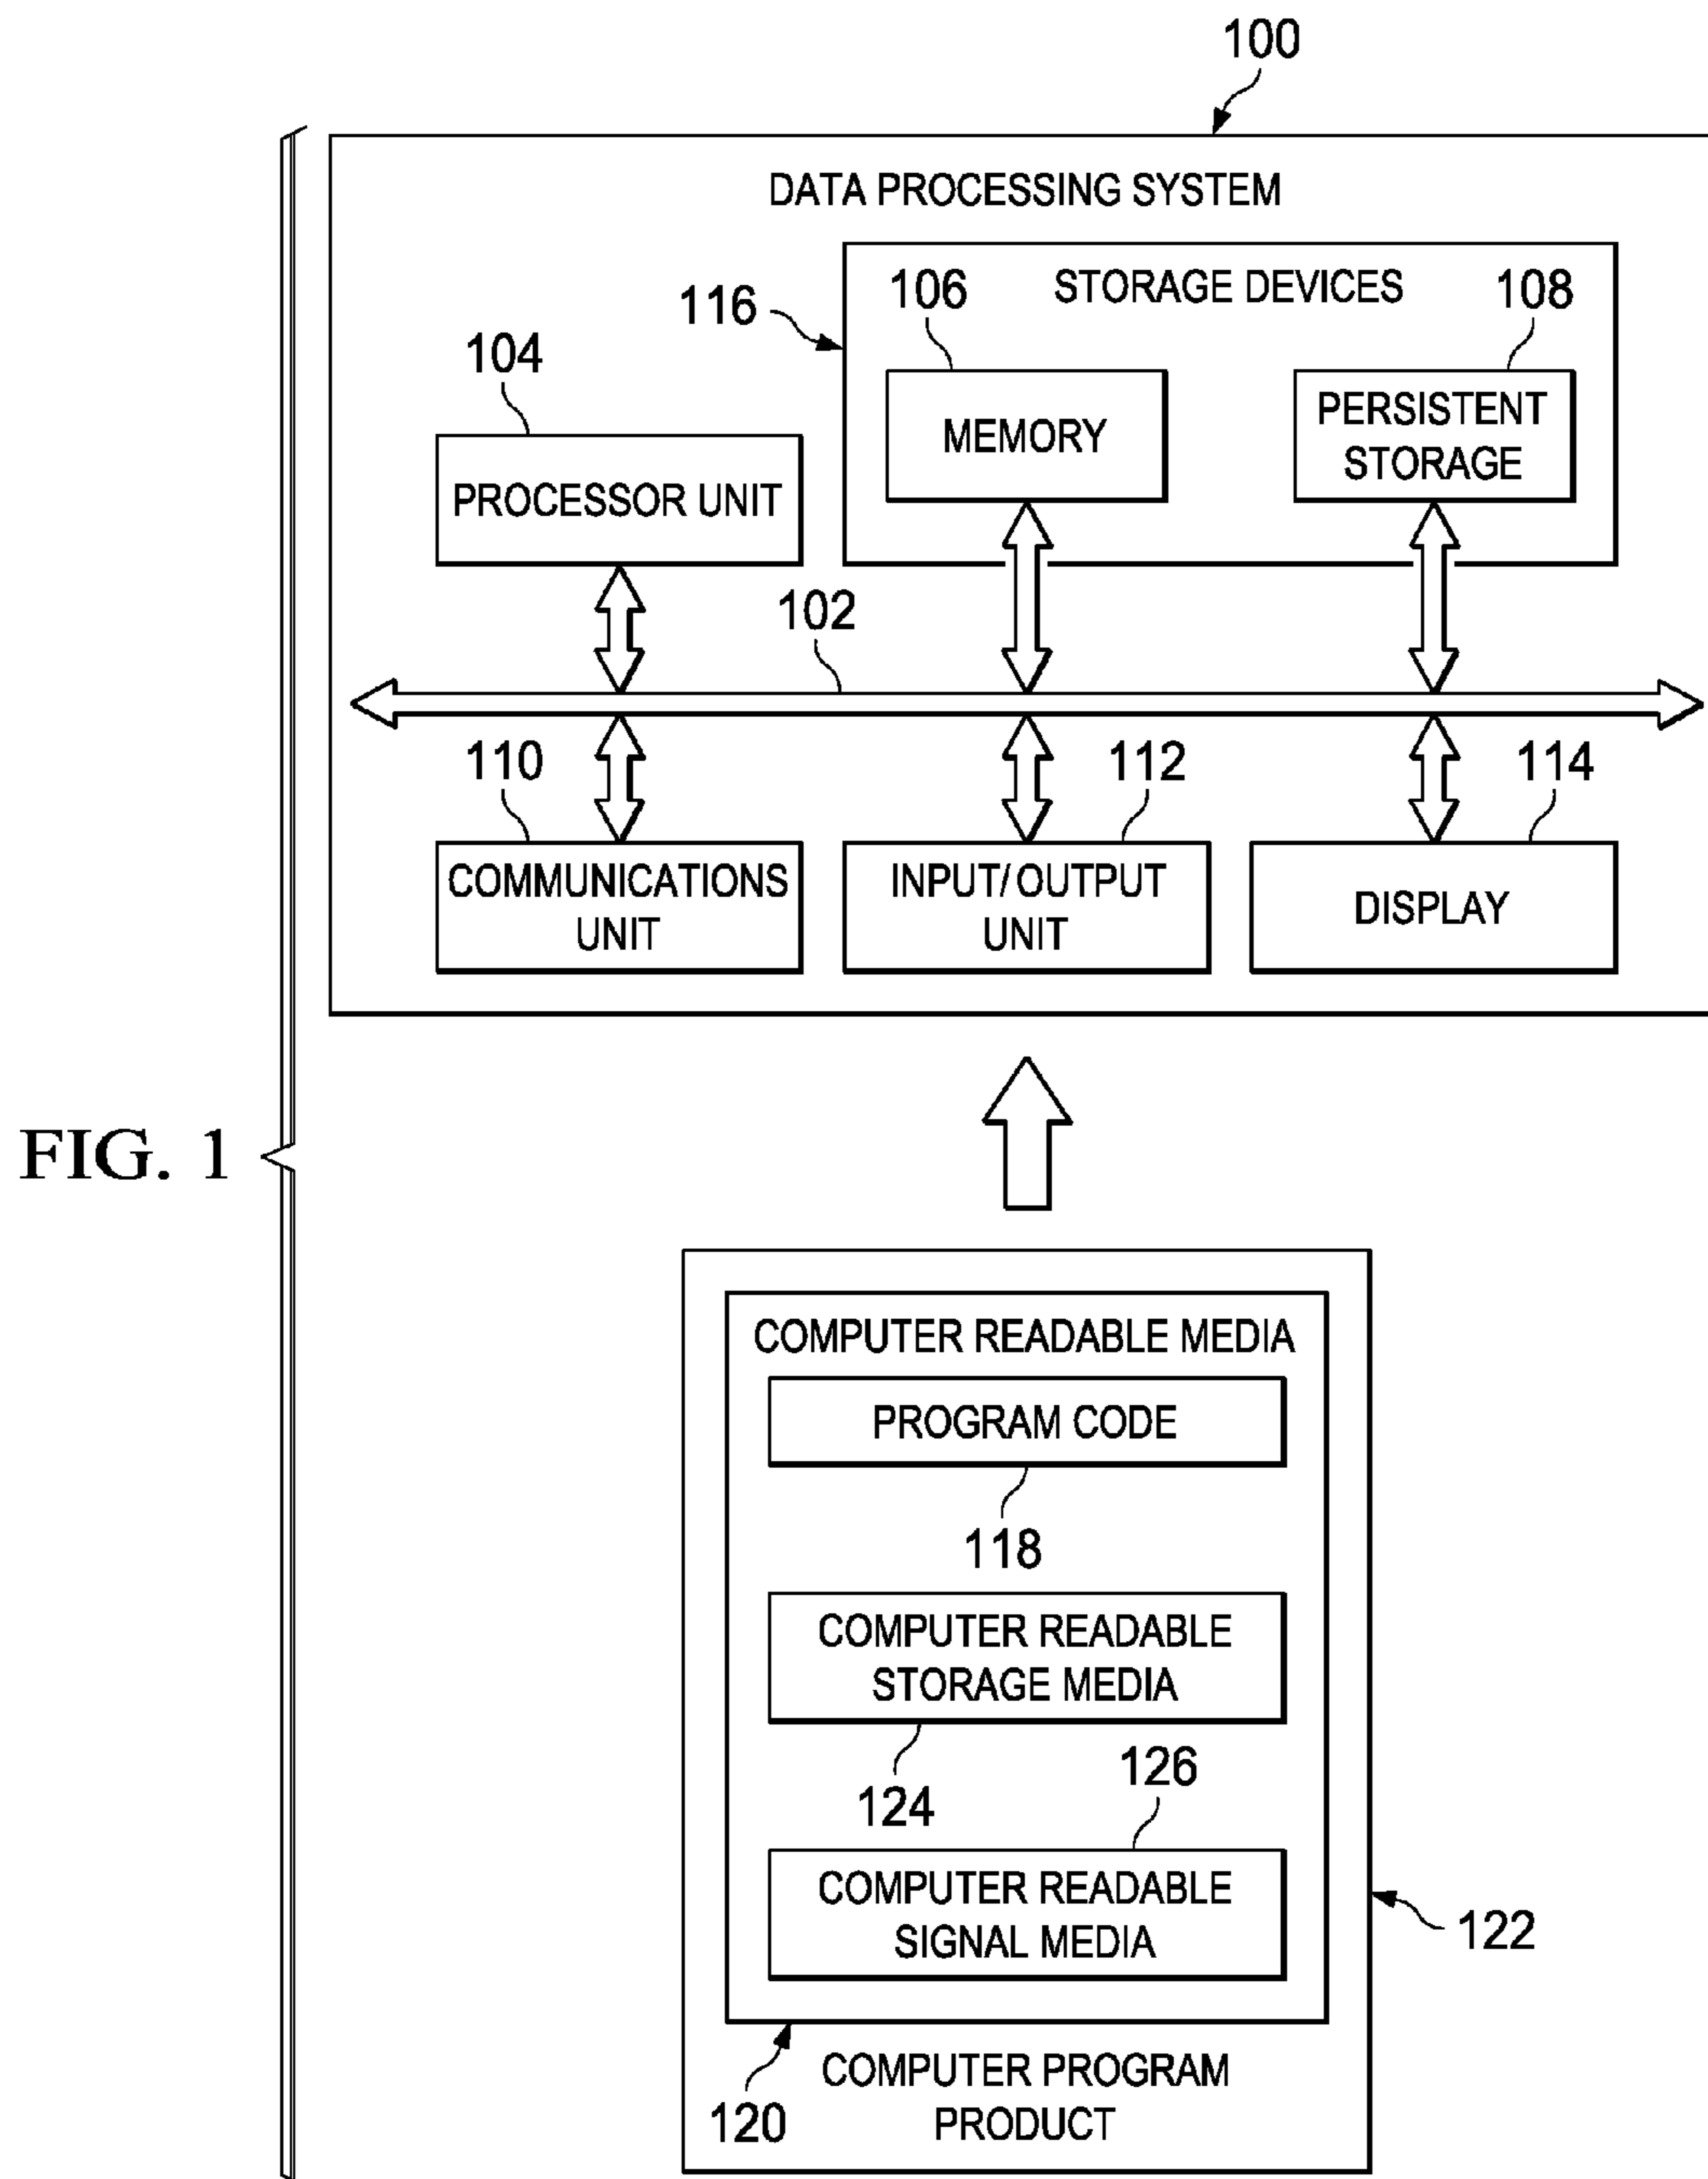 100
DATA PROCESSING SYSTEM
116
106
STORAGE DEVICES
108
104
MEMORY
PERSISTENT
STORAGE
PROCESSOR UNIT
102
110
112
114
COMMUNICATIONS
UNIT
INPUT/OUTPUT
UNIT
DISPLAY
FIG. 1
COMPUTER READABLE MEDIA
PROGRAM CODE
118
COMPUTER READABLE
STORAGE MEDIA
124
126
COMPUTER READABLE
SIGNAL MEDIA
122
120
COMPUTER PROGRAM
PRODUCT